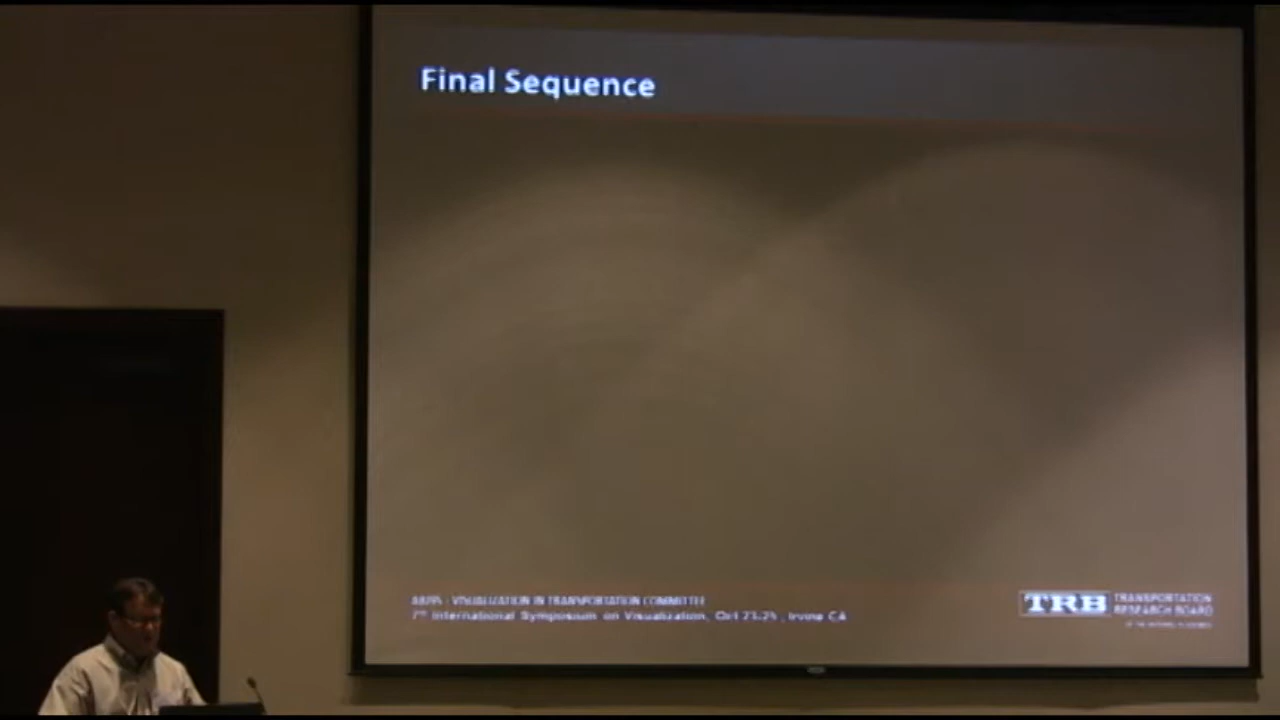 Final Sequence
VISUALIZATION IN TRANSPORTATION COMMITTEE
7th International Symposium on Visualization, Oct 23-25, Irvine CA
TRB TRANSPORTATION
RESEARCH BOARD